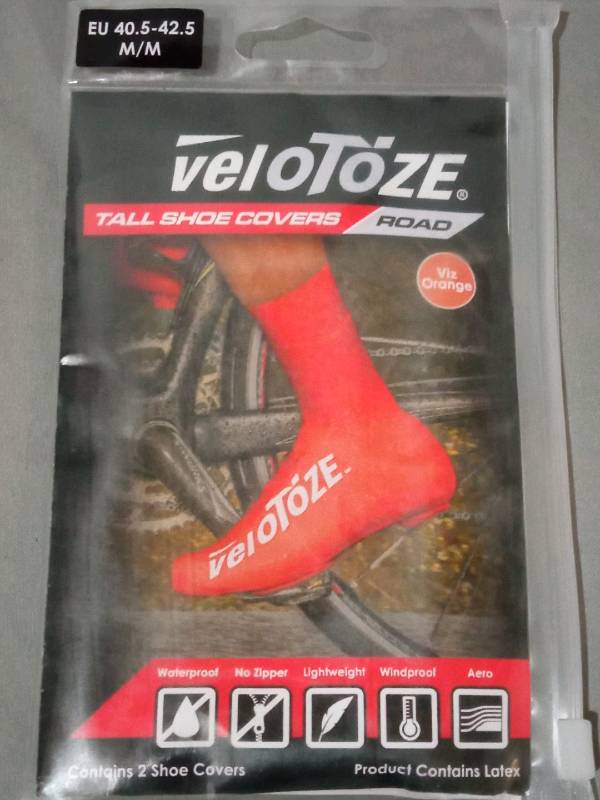 EU 40.5-42.5
M/M
veloToze®
TALL SHOE COVERS ROAD
Viz
Orange
veloToze
Waterproof No Zipper Lightweight Windproof Aero
Contains 2 Shoe Covers Product Contains Latex